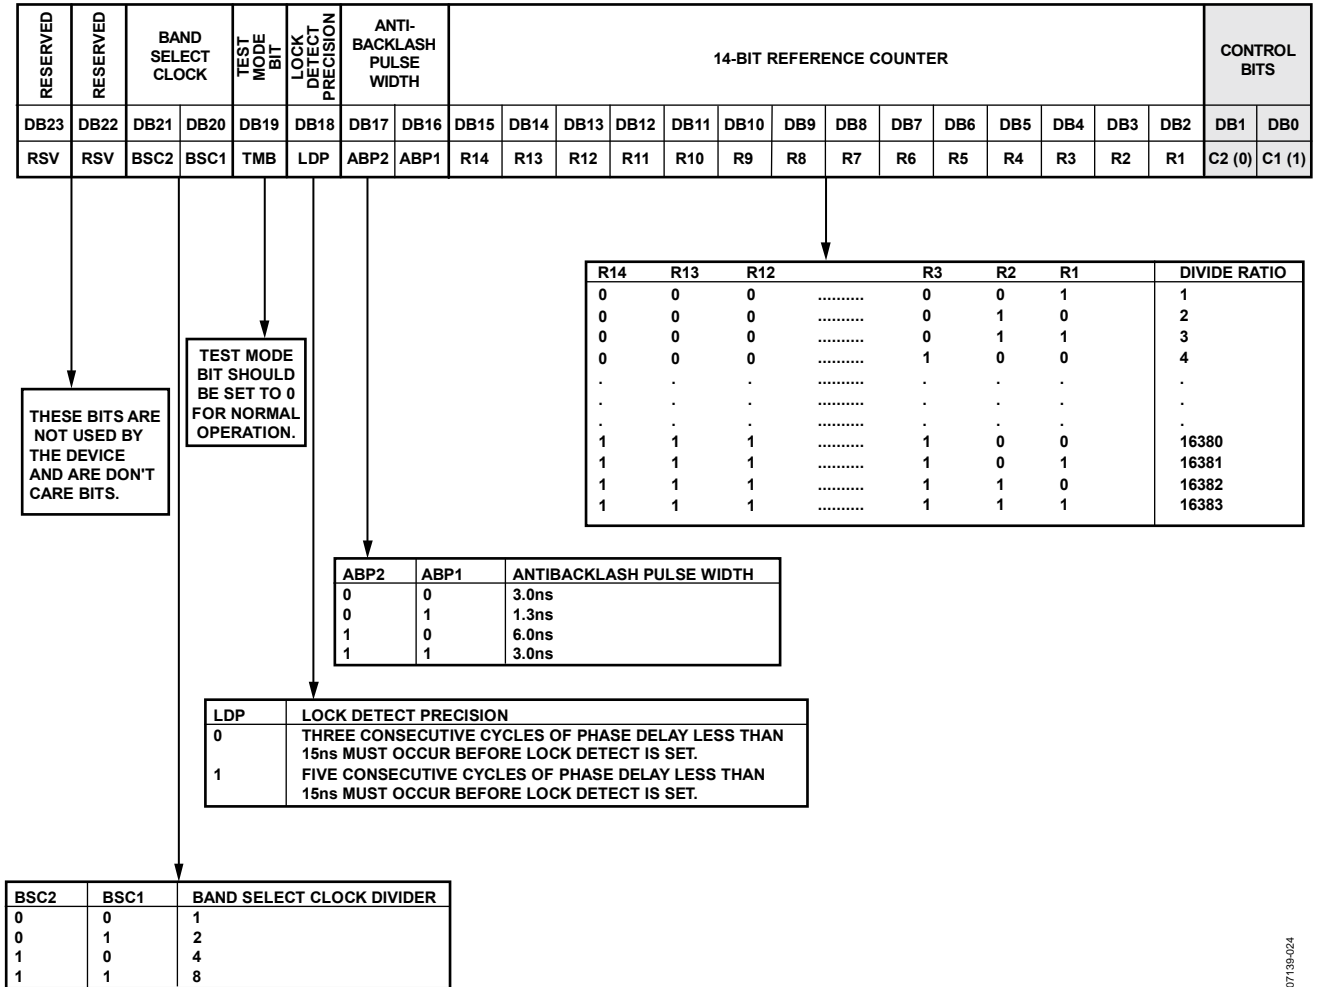 RESERVED
RESERVED
BAND
SELECT
CLOCK
TEST
MODE
BIT
LOCK
DETECT
PRECISION
ANTI-
BACKLASH
PULSE
WIDTH
14-BIT REFERENCE COUNTER
CONTROL
BITS
DB23 DB22 DB21 DB20 DB19 DB18 DB17 DB16 DB15 DB14 DB13 DB12 DB11 DB10 DB9 DB8 DB7 DB6 DB5 DB4 DB3 DB2 DB1 DB0
RSV RSV BSC2 BSC1 TMB LDP ABP2 ABP1 R14 R13 R12 R11 R10 R9 R8 R7 R6 R5 R4 R3 R2 R1 C2 (0) C1 (1)
R14 R13 R12 R3 R2 R1 DIVIDE RATIO
0 0 0 .......... 0 0 1 1
0 0 0 .......... 0 1 0 2
0 0 0 .......... 0 1 1 3
0 0 0 .......... 1 0 0 4
. . . .......... . . . .
. . . .......... . . . .
. . . .......... . . . .
1 1 1 .......... 1 0 0 16380
1 1 1 .......... 1 0 1 16381
1 1 1 .......... 1 1 0 16382
1 1 1 .......... 1 1 1 16383
TEST MODE
BIT SHOULD
BE SET TO 0
FOR NORMAL
OPERATION.
THESE BITS ARE
NOT USED BY
THE DEVICE
AND ARE DON'T
CARE BITS.
ABP2 ABP1 ANTIBACKLASH PULSE WIDTH
0 0 3.0ns
0 1 1.3ns
1 0 6.0ns
1 1 3.0ns
LDP LOCK DETECT PRECISION
0 THREE CONSECUTIVE CYCLES OF PHASE DELAY LESS THAN
15ns MUST OCCUR BEFORE LOCK DETECT IS SET.
1 FIVE CONSECUTIVE CYCLES OF PHASE DELAY LESS THAN
15ns MUST OCCUR BEFORE LOCK DETECT IS SET.
BSC2 BSC1 BAND SELECT CLOCK DIVIDER
0 0 1
0 1 2
1 0 4
1 1 8
07139-024